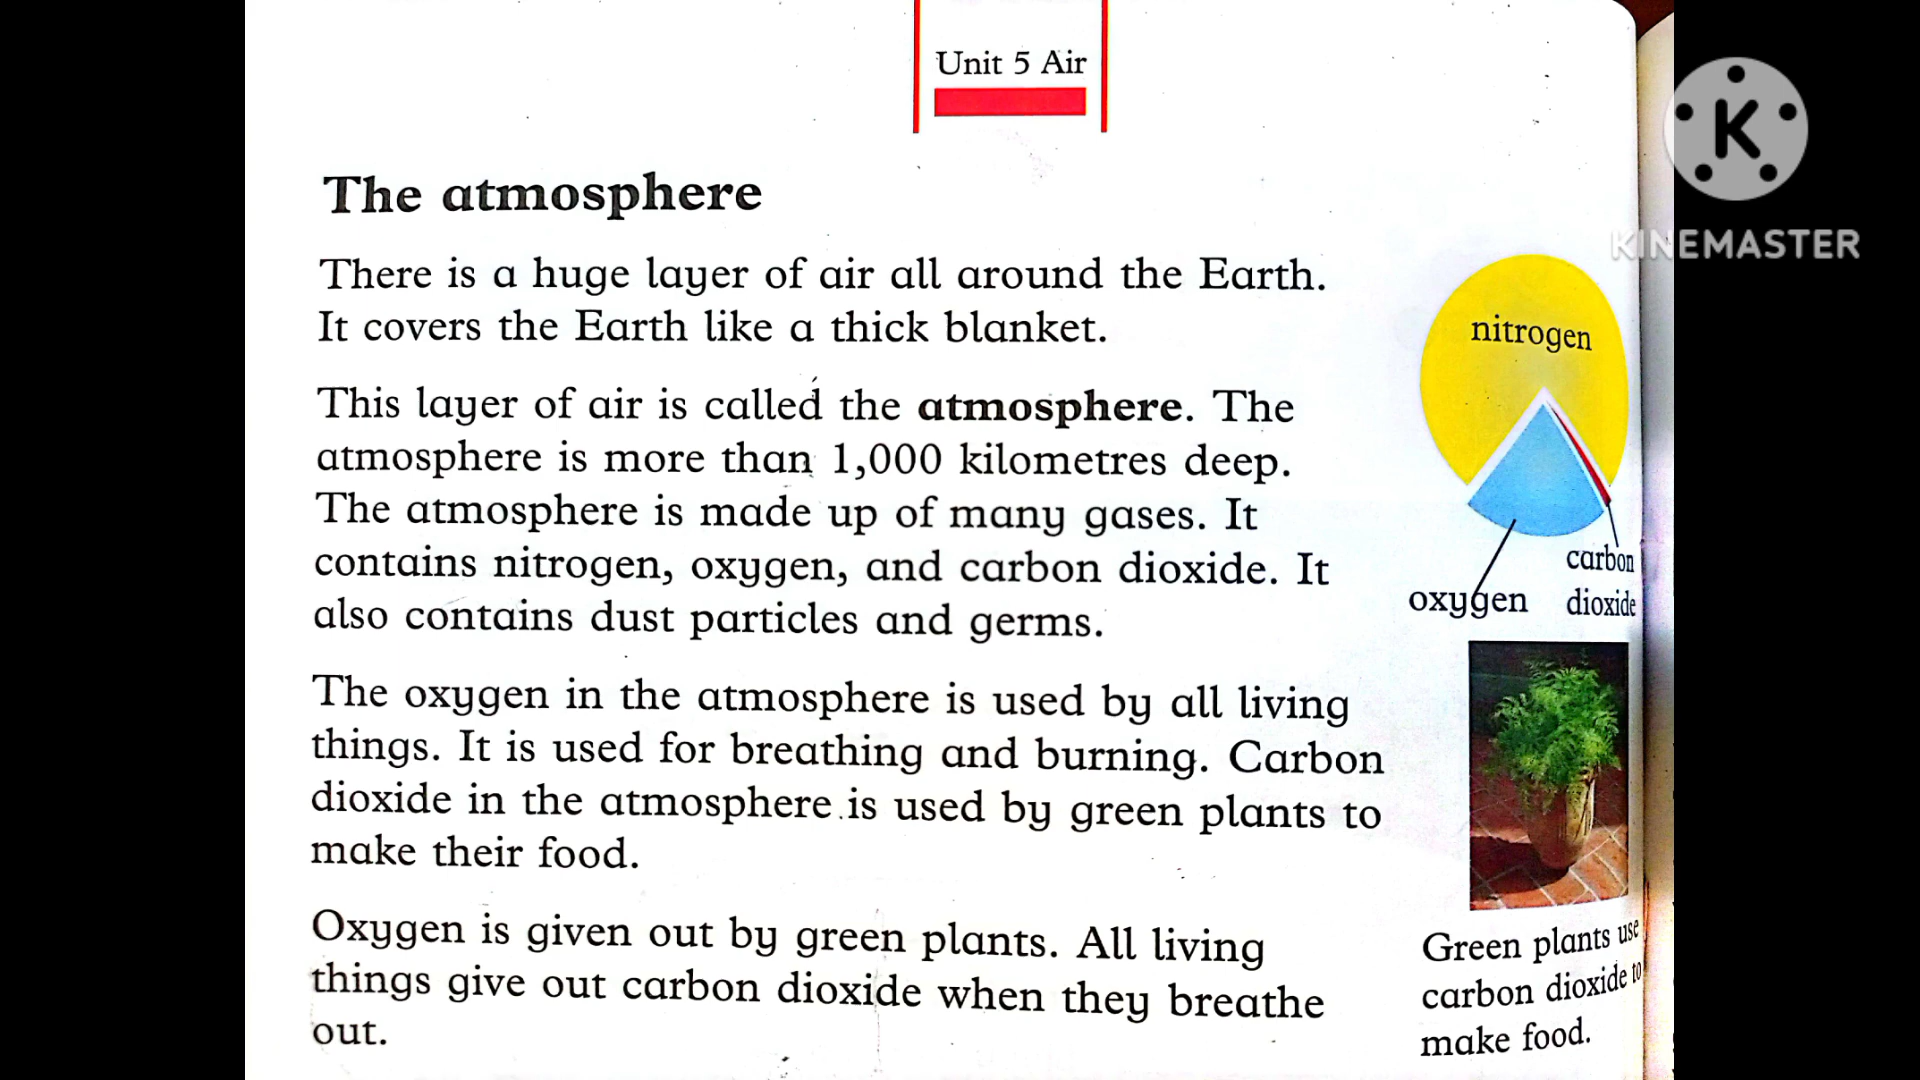 Unit 5 Air
The atmosphere
There is a huge layer of air all around the Earth.
It covers the Earth like a thick blanket.
This layer of air is called the atmosphere. The
atmosphere is more than 1,000 kilometres deep.
The atmosphere is made up of many gases. It
contains nitrogen, oxygen, and carbon dioxide. It
also contains dust particles and germs.
The oxygen in the atmosphere is used by all living
things. It is used for breathing and burning. Carbon
dioxide in the atmosphere is used by green plants to
make their food.
Oxygen is given out by green plants. All living
things give out carbon dioxide when they breathe
out.
K
KINEMASTER
nitrogen
oxygen
carbon
dioxide
Green plants use
carbon dioxide to
make food.